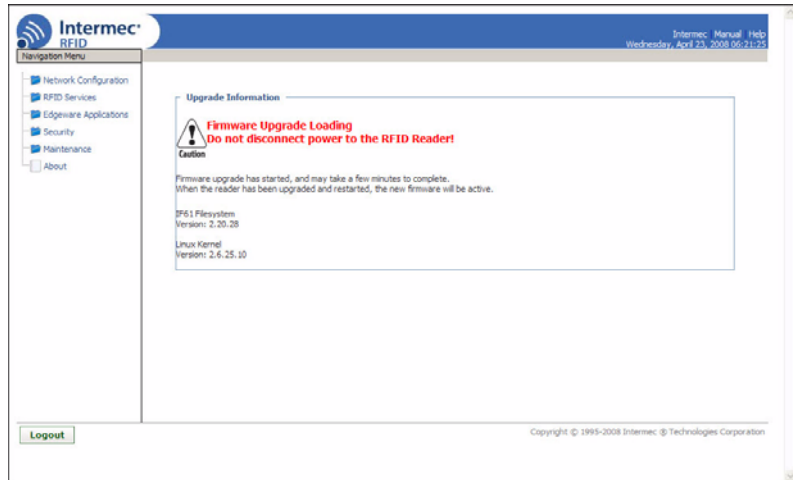 Intermec
RFID
Intermec Manual Help
Wednesday, April 23, 2008 06:21:25
Navigation Menu
Network Configuration
RFID Services
Edgeware Applications
Security
Maintenance
About
Upgrade Information
Caution
Firmware Upgrade Loading
Do not disconnect power to the RFID Reader!
Firmware upgrade has started, and may take a few minutes to complete.
When the reader has been upgraded and restarted, the new firmware will be active.
IF61 Filesystem
Version: 2.20.28
Linux Kernel
Version: 2.6.25.10
Logout
Copyright © 1995-2008 Intermec ® Technologies Corporation